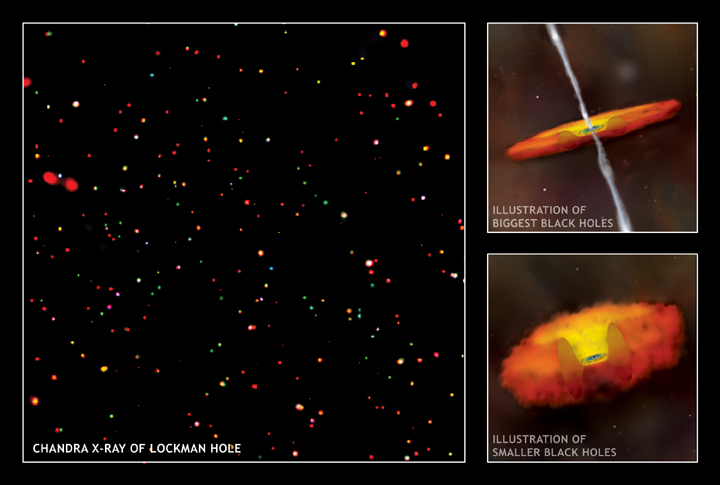 CHANDRA X-RAY OF LOCKMAN HOLE
ILLUSTRATION OF
BIGGEST BLACK HOLES
ILLUSTRATION OF
SMALLER BLACK HOLES